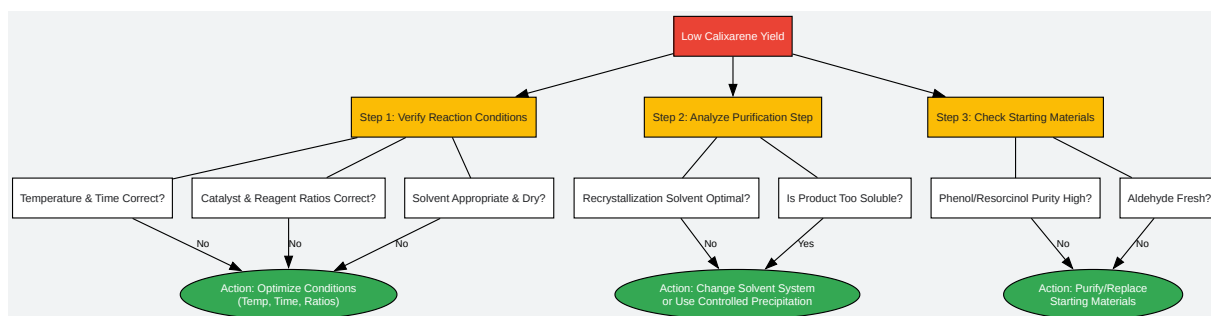 Low Calixarene Yield
Step 1: Verify Reaction Conditions
Step 2: Analyze Purification Step
Step 3: Check Starting Materials
Temperature & Time Correct?
Catalyst & Reagent Ratios Correct?
Solvent Appropriate & Dry?
Recrystallization Solvent Optimal?
Is Product Too Soluble?
Phenol/Resorcinol Purity High?
Aldehyde Fresh?
No
No
No
No
Yes
No
No
Action: Optimize Conditions
(Temp, Time, Ratios)
Action: Change Solvent System
or Use Controlled Precipitation
Action: Purify/Replace
Starting Materials